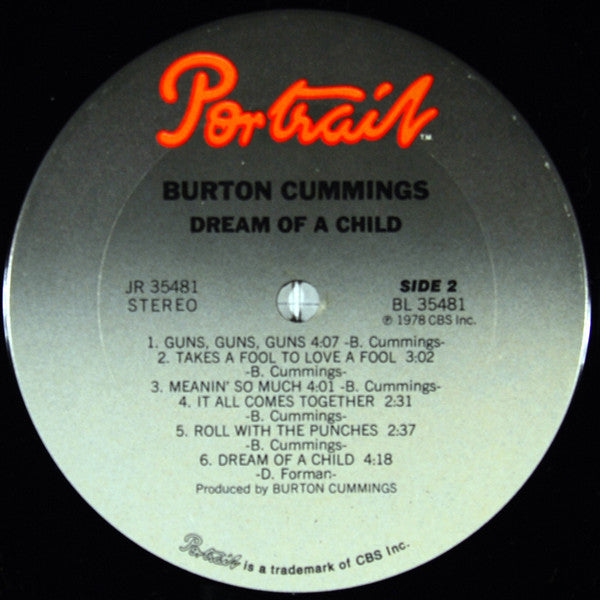 Portrait™
BURTON CUMMINGS
DREAM OF A CHILD
JR 35481
STEREO
SIDE 2
BL 35481
℗ 1978 CBS Inc.
1. GUNS, GUNS, GUNS 4:07 -B. Cummings-
2. TAKES A FOOL TO LOVE A FOOL 3:02
-B. Cummings-
3. MEANIN' SO MUCH 4:01 -B. Cummings-
4. IT ALL COMES TOGETHER 2:31
-B. Cummings-
5. ROLL WITH THE PUNCHES 2:37
-B. Cummings-
6. DREAM OF A CHILD 4:18
-D. Forman-
Produced by BURTON CUMMINGS
Portrait is a trademark of CBS Inc.